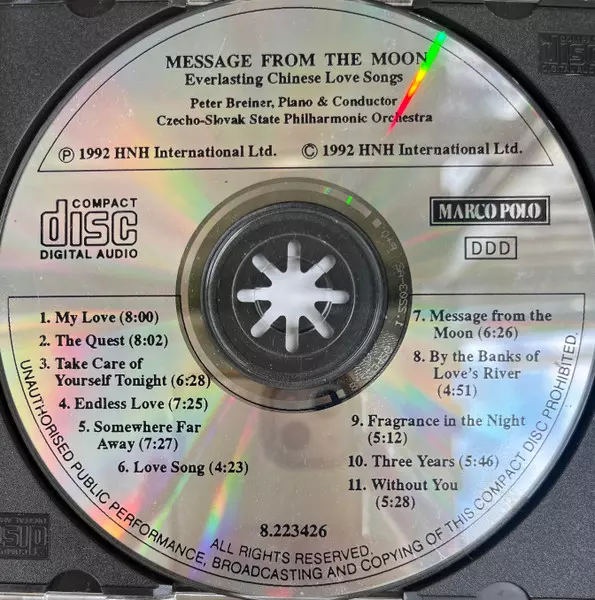 MESSAGE FROM THE MOON
Everlasting Chinese Love Songs
Peter Breiner, Piano & Conductor
Czecho-Slovak State Philharmonic Orchestra
℗ 1992 HNH International Ltd. © 1992 HNH International Ltd.
COMPACT
disc
DIGITAL AUDIO
MARCO POLO
DDD
1. My Love (8:00)
2. The Quest (8:02)
3. Take Care of
Yourself Tonight (6:28)
4. Endless Love (7:25)
5. Somewhere Far
Away (7:27)
6. Love Song (4:23)
7. Message from the
Moon (6:26)
8. By the Banks of
Love's River
(4:51)
9. Fragrance in the Night
(5:12)
10. Three Years (5:46)
11. Without You
(5:28)
8.223426
ALL RIGHTS RESERVED.
UNAUTHORISED PUBLIC PERFORMANCE, BROADCASTING AND COPYING OF THIS COMPACT DISC PROHIBITED.